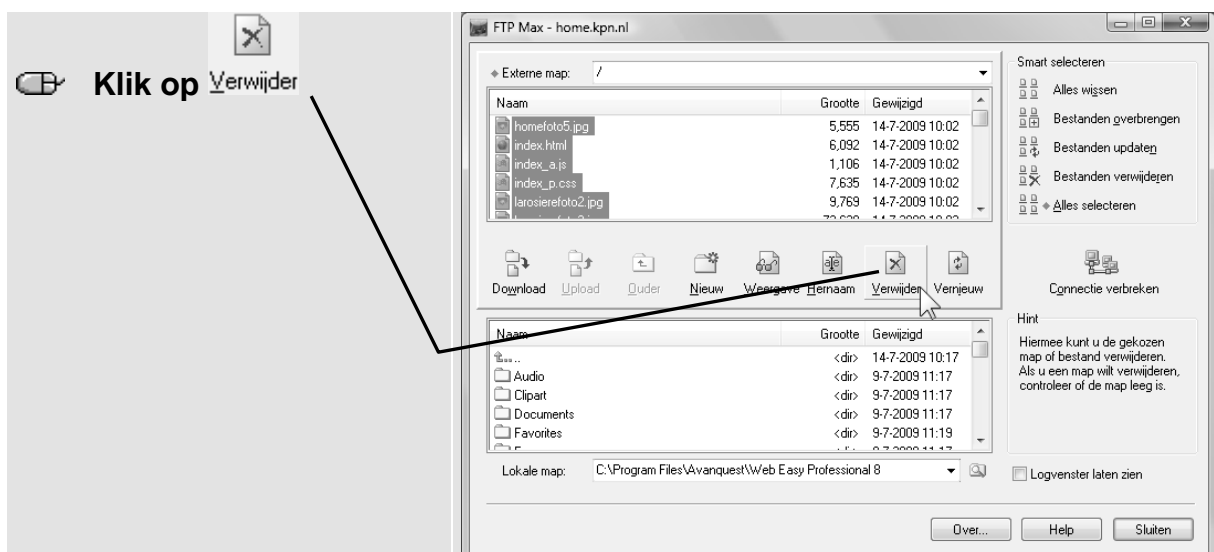 Klik op Verwijder
FTP Max - home.kpn.nl
Externe map: /
Naam Grootte Gewijzigd
homefoto5.jpg 5,555 14-7-2009 10:02
index.html 6,092 14-7-2009 10:02
index_a.js 1,106 14-7-2009 10:02
index_p.css 7,635 14-7-2009 10:02
larosierefoto2.jpg 9,769 14-7-2009 10:02
Download Upload Ouder Nieuw Weergave Hernaam Verwijder Vernieuw
Naam Grootte Gewijzigd
.. <dir> 14-7-2009 10:17
Audio <dir> 9-7-2009 11:17
Clipart <dir> 9-7-2009 11:17
Documents <dir> 9-7-2009 11:17
Favorites <dir> 9-7-2009 11:19
Lokale map: C:\Program Files\Avanquest\Web Easy Professional 8
Smart selecteren
Alles wissen
Bestanden overbrengen
Bestanden updaten
Bestanden verwijderen
Alles selecteren
Connectie verbreken
Hint
Hiermee kunt u de gekozen
map of bestand verwijderen.
Als u een map wilt verwijderen,
controleer of de map leeg is.
Logvenster laten zien
Over... Help Sluiten